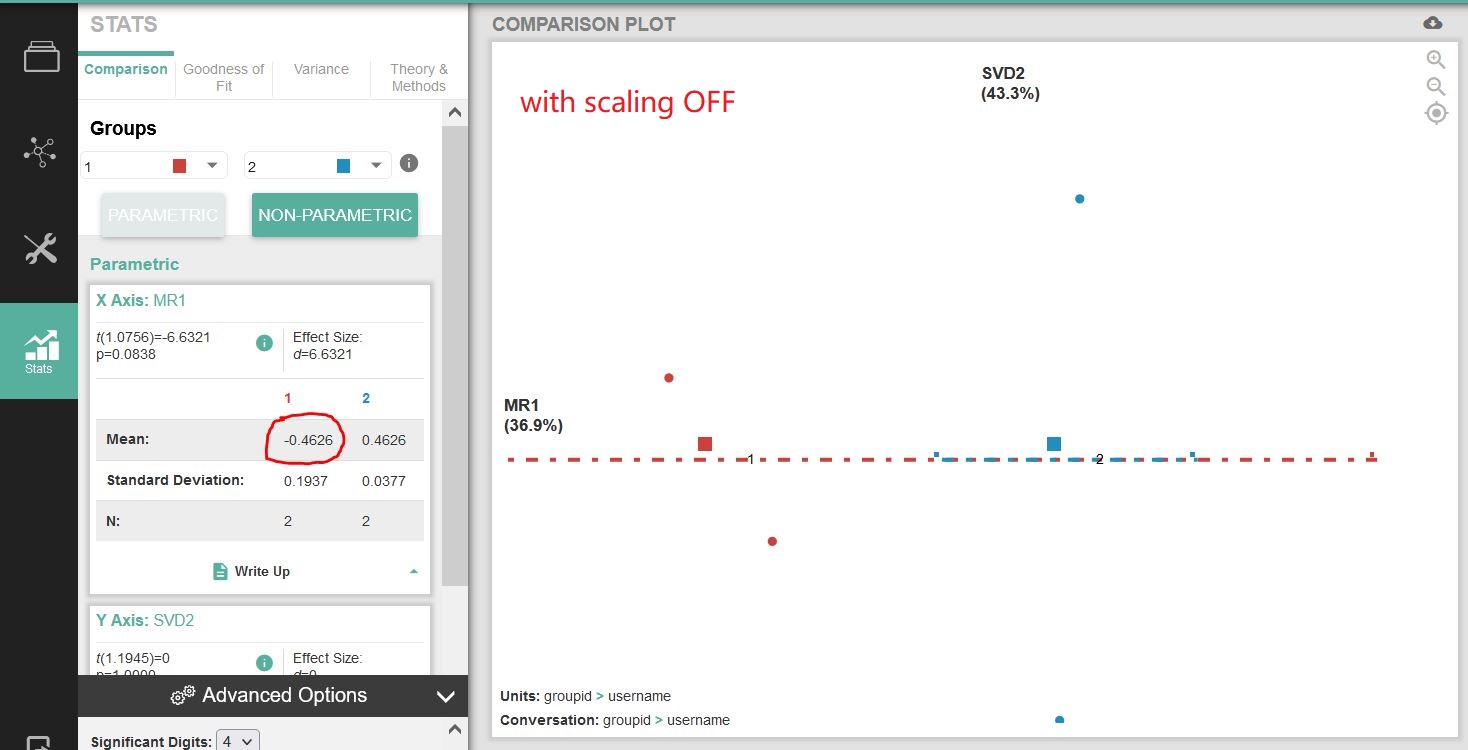 STATS
Comparison
Goodness of
Fit
Variance
Theory &
Methods
Groups
1
2
PARAMETRIC
NON-PARAMETRIC
Parametric
X Axis: MR1
t(1.0756)=-6.6321
p=0.0838
Effect Size:
d=6.6321
1 2
Mean: -0.4626 0.4626
Standard Deviation: 0.1937 0.0377
N: 2 2
Write Up
Y Axis: SVD2
t(1.1945)=0
p=1.0000
Effect Size:
d=0
Advanced Options
Significant Digits: 4
Stats
COMPARISON PLOT
with scaling OFF
SVD2
(43.3%)
MR1
(36.9%)
1
2
Units: groupid > username
Conversation: groupid > username